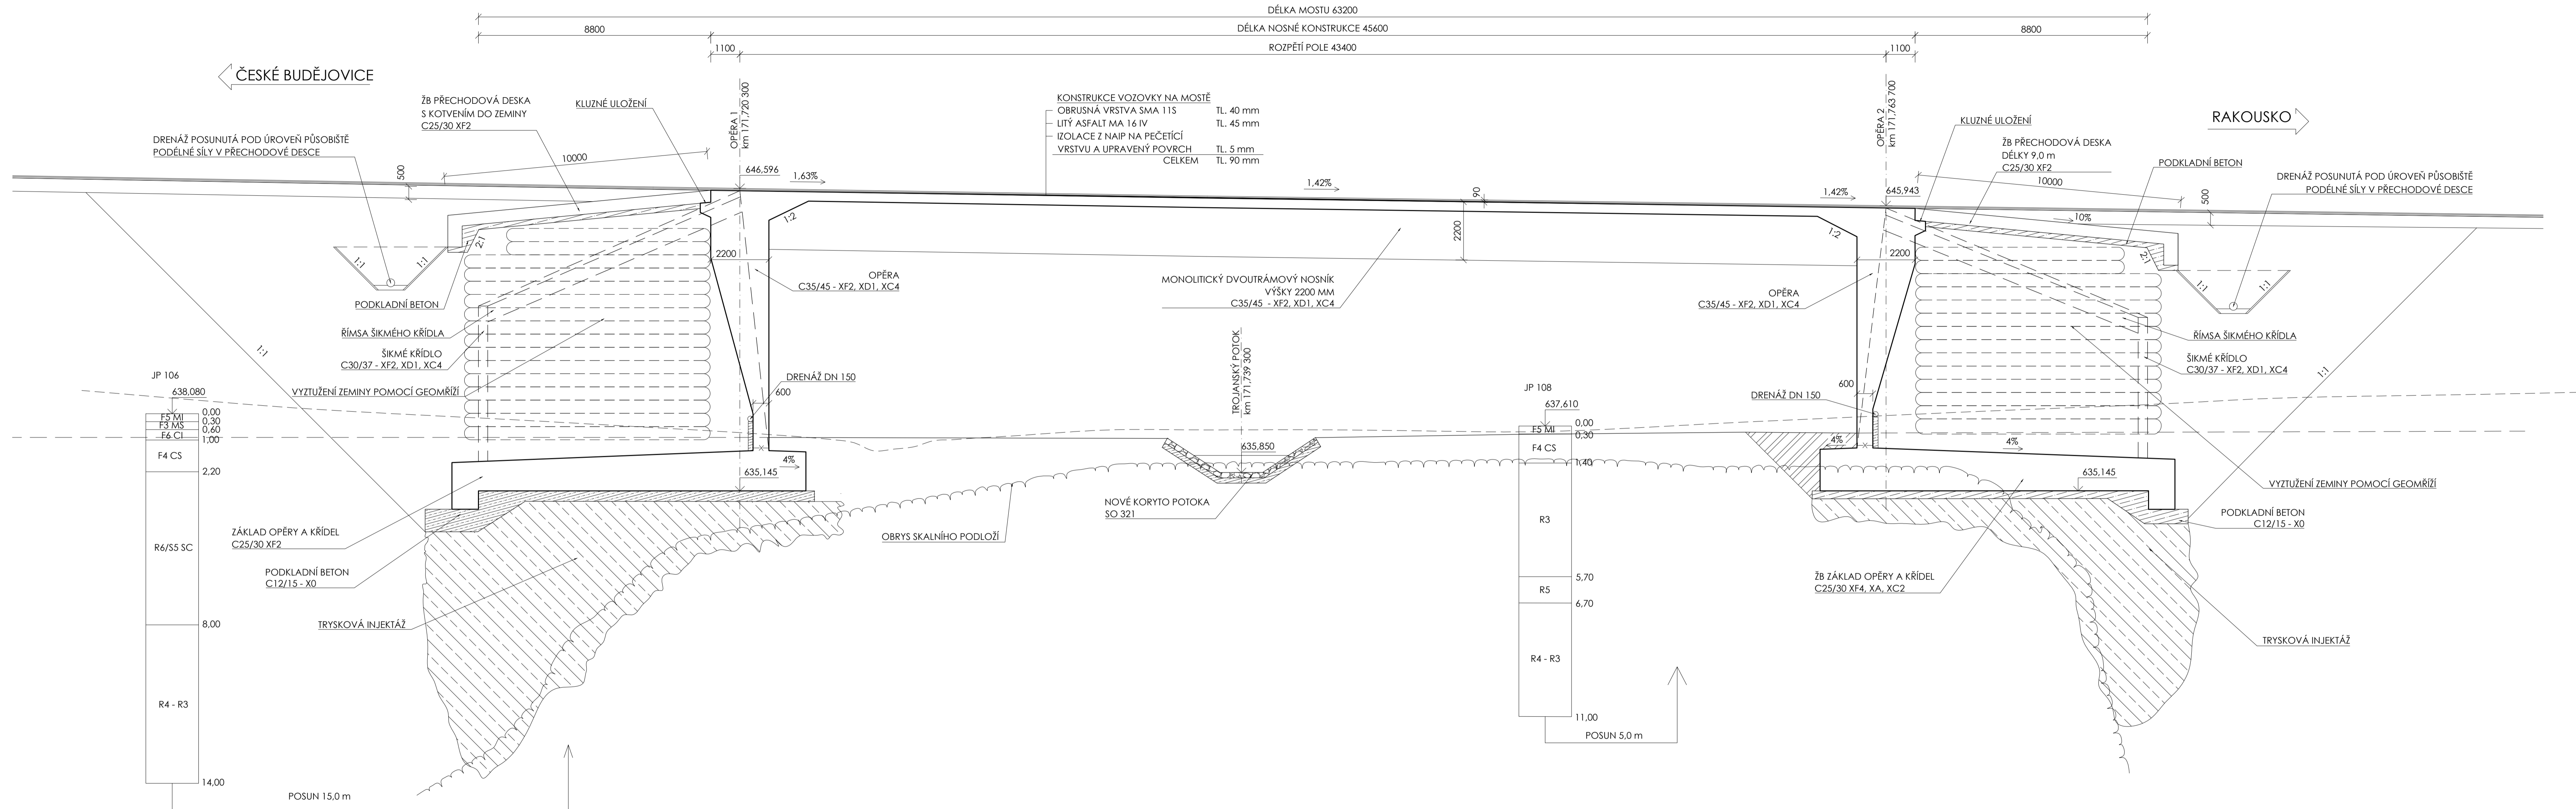 DÉLKA MOSTU 63200
8800
DÉLKA NOSNÉ KONSTRUKCE 45600
8800
1100
ROZPĚTÍ POLE 43400
1100
ČESKÉ BUDĚJOVICE
RAKOUSKO
ŽB PŘECHODOVÁ DESKA
S KOTVENÍM DO ZEMINY
C25/30 XF2
KLUZNÉ ULOŽENÍ
OPĚRA 1
km 171,720 300
KONSTRUKCE VOZOVKY NA MOSTĚ
OBRUSNÁ VRSTVA SMA 11S TL. 40 mm
LITÝ ASFALT MA 16 IV TL. 45 mm
IZOLACE Z NAIP NA PEČETÍCÍ
VRSTVU A UPRAVENÝ POVRCH TL. 5 mm
CELKEM TL. 90 mm
OPĚRA 2
km 171,763 700
KLUZNÉ ULOŽENÍ
ŽB PŘECHODOVÁ DESKA
DÉLKY 9,0 m
C25/30 XF2
PODKLADNÍ BETON
DRENÁŽ POSUNUTÁ POD ÚROVEŇ PŮSOBIŠTĚ
PODÉLNÉ SÍLY V PŘECHODOVÉ DESCE
DRENÁŽ POSUNUTÁ POD ÚROVEŇ PŮSOBIŠTĚ
PODÉLNÉ SÍLY V PŘECHODOVÉ DESCE
500
10000
646,596
1,63%
1,42%
90
1,42%
645,943
10000
500
10%
2:1
1:2
2200
1:2
2:1
1:1
1:1
2200
2200
1:1
1:1
OPĚRA
C35/45 - XF2, XD1, XC4
MONOLITICKÝ DVOUTRÁMOVÝ NOSNÍK
VÝŠKY 2200 MM
C35/45 - XF2, XD1, XC4
OPĚRA
C35/45 - XF2, XD1, XC4
PODKLADNÍ BETON
ŘÍMSA ŠIKMÉHO KŘÍDLA
ŠIKMÉ KŘÍDLO
C30/37 - XF2, XD1, XC4
VYZTUŽENÍ ZEMINY POMOCÍ GEOMŘÍŽÍ
1:1
DRENÁŽ DN 150
600
TROJANSKÝ POTOK
km 171,739 300
600
DRENÁŽ DN 150
ŘÍMSA ŠIKMÉHO KŘÍDLA
ŠIKMÉ KŘÍDLO
C30/37 - XF2, XD1, XC4
1:1
JP 106
638,080
0,00
F5 MI
0,30
F3 MS
0,60
F6 CI
1,00
F4 CS
2,20
R6/S5 SC
8,00
R4 - R3
14,00
POSUN 15,0 m
4%
635,145
635,850
JP 108
637,610
0,00
F5 MI
0,30
F4 CS
1,40
R3
5,70
R5
6,70
R4 - R3
11,00
POSUN 5,0 m
4%
4%
635,145
VYZTUŽENÍ ZEMINY POMOCÍ GEOMŘÍŽÍ
PODKLADNÍ BETON
C12/15 - X0
ZÁKLAD OPĚRY A KŘÍDEL
C25/30 XF2
PODKLADNÍ BETON
C12/15 - X0
TRYSKOVÁ INJEKTÁŽ
OBRYS SKALNÍHO PODLOŽÍ
NOVÉ KORYTO POTOKA
SO 321
ŽB ZÁKLAD OPĚRY A KŘÍDEL
C25/30 XF4, XA, XC2
TRYSKOVÁ INJEKTÁŽ